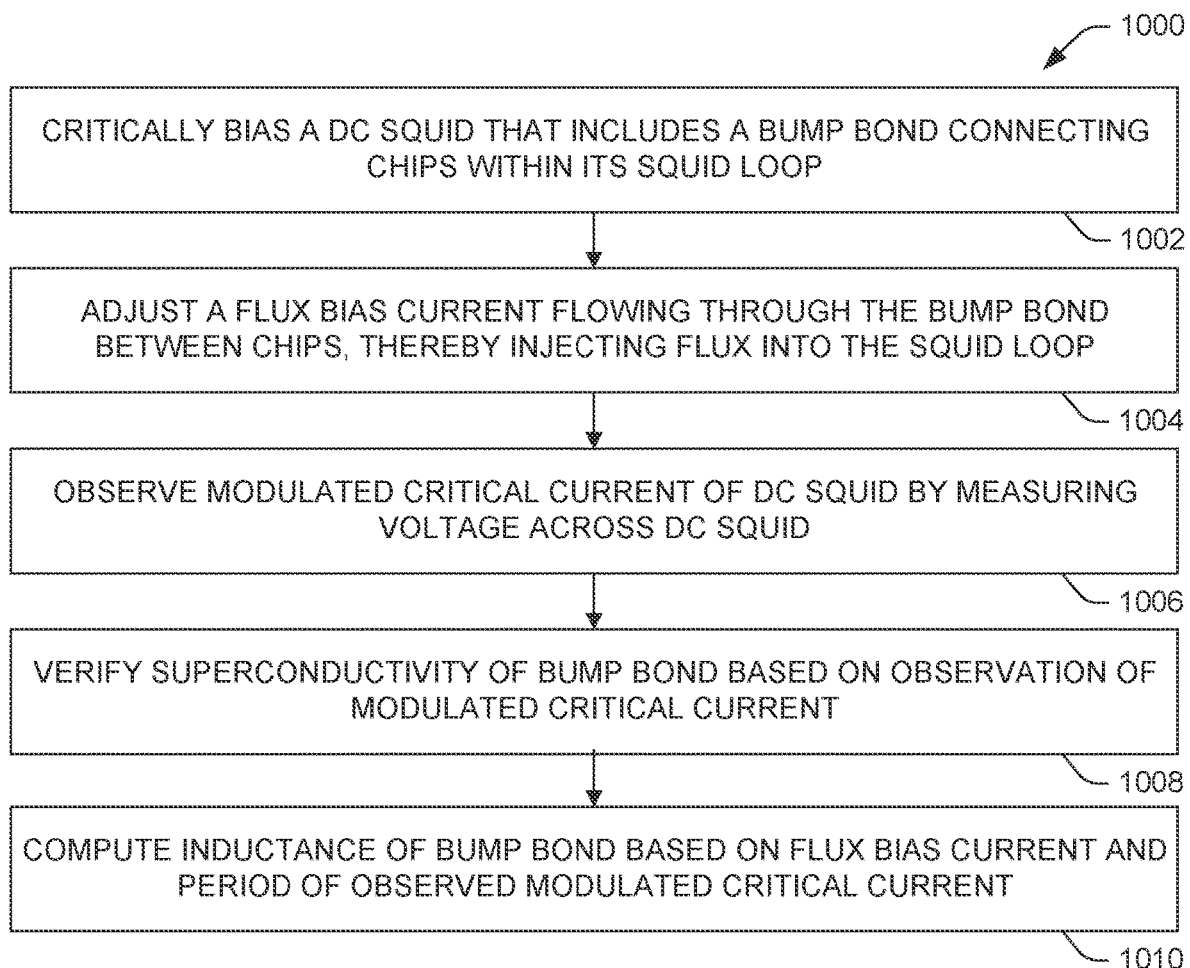 1000
CRITICALLY BIAS A DC SQUID THAT INCLUDES A BUMP BOND CONNECTING
CHIPS WITHIN ITS SQUID LOOP
1002
ADJUST A FLUX BIAS CURRENT FLOWING THROUGH THE BUMP BOND
BETWEEN CHIPS, THEREBY INJECTING FLUX INTO THE SQUID LOOP
1004
OBSERVE MODULATED CRITICAL CURRENT OF DC SQUID BY MEASURING
VOLTAGE ACROSS DC SQUID
1006
VERIFY SUPERCONDUCTIVITY OF BUMP BOND BASED ON OBSERVATION OF
MODULATED CRITICAL CURRENT
1008
COMPUTE INDUCTANCE OF BUMP BOND BASED ON FLUX BIAS CURRENT AND
PERIOD OF OBSERVED MODULATED CRITICAL CURRENT
1010